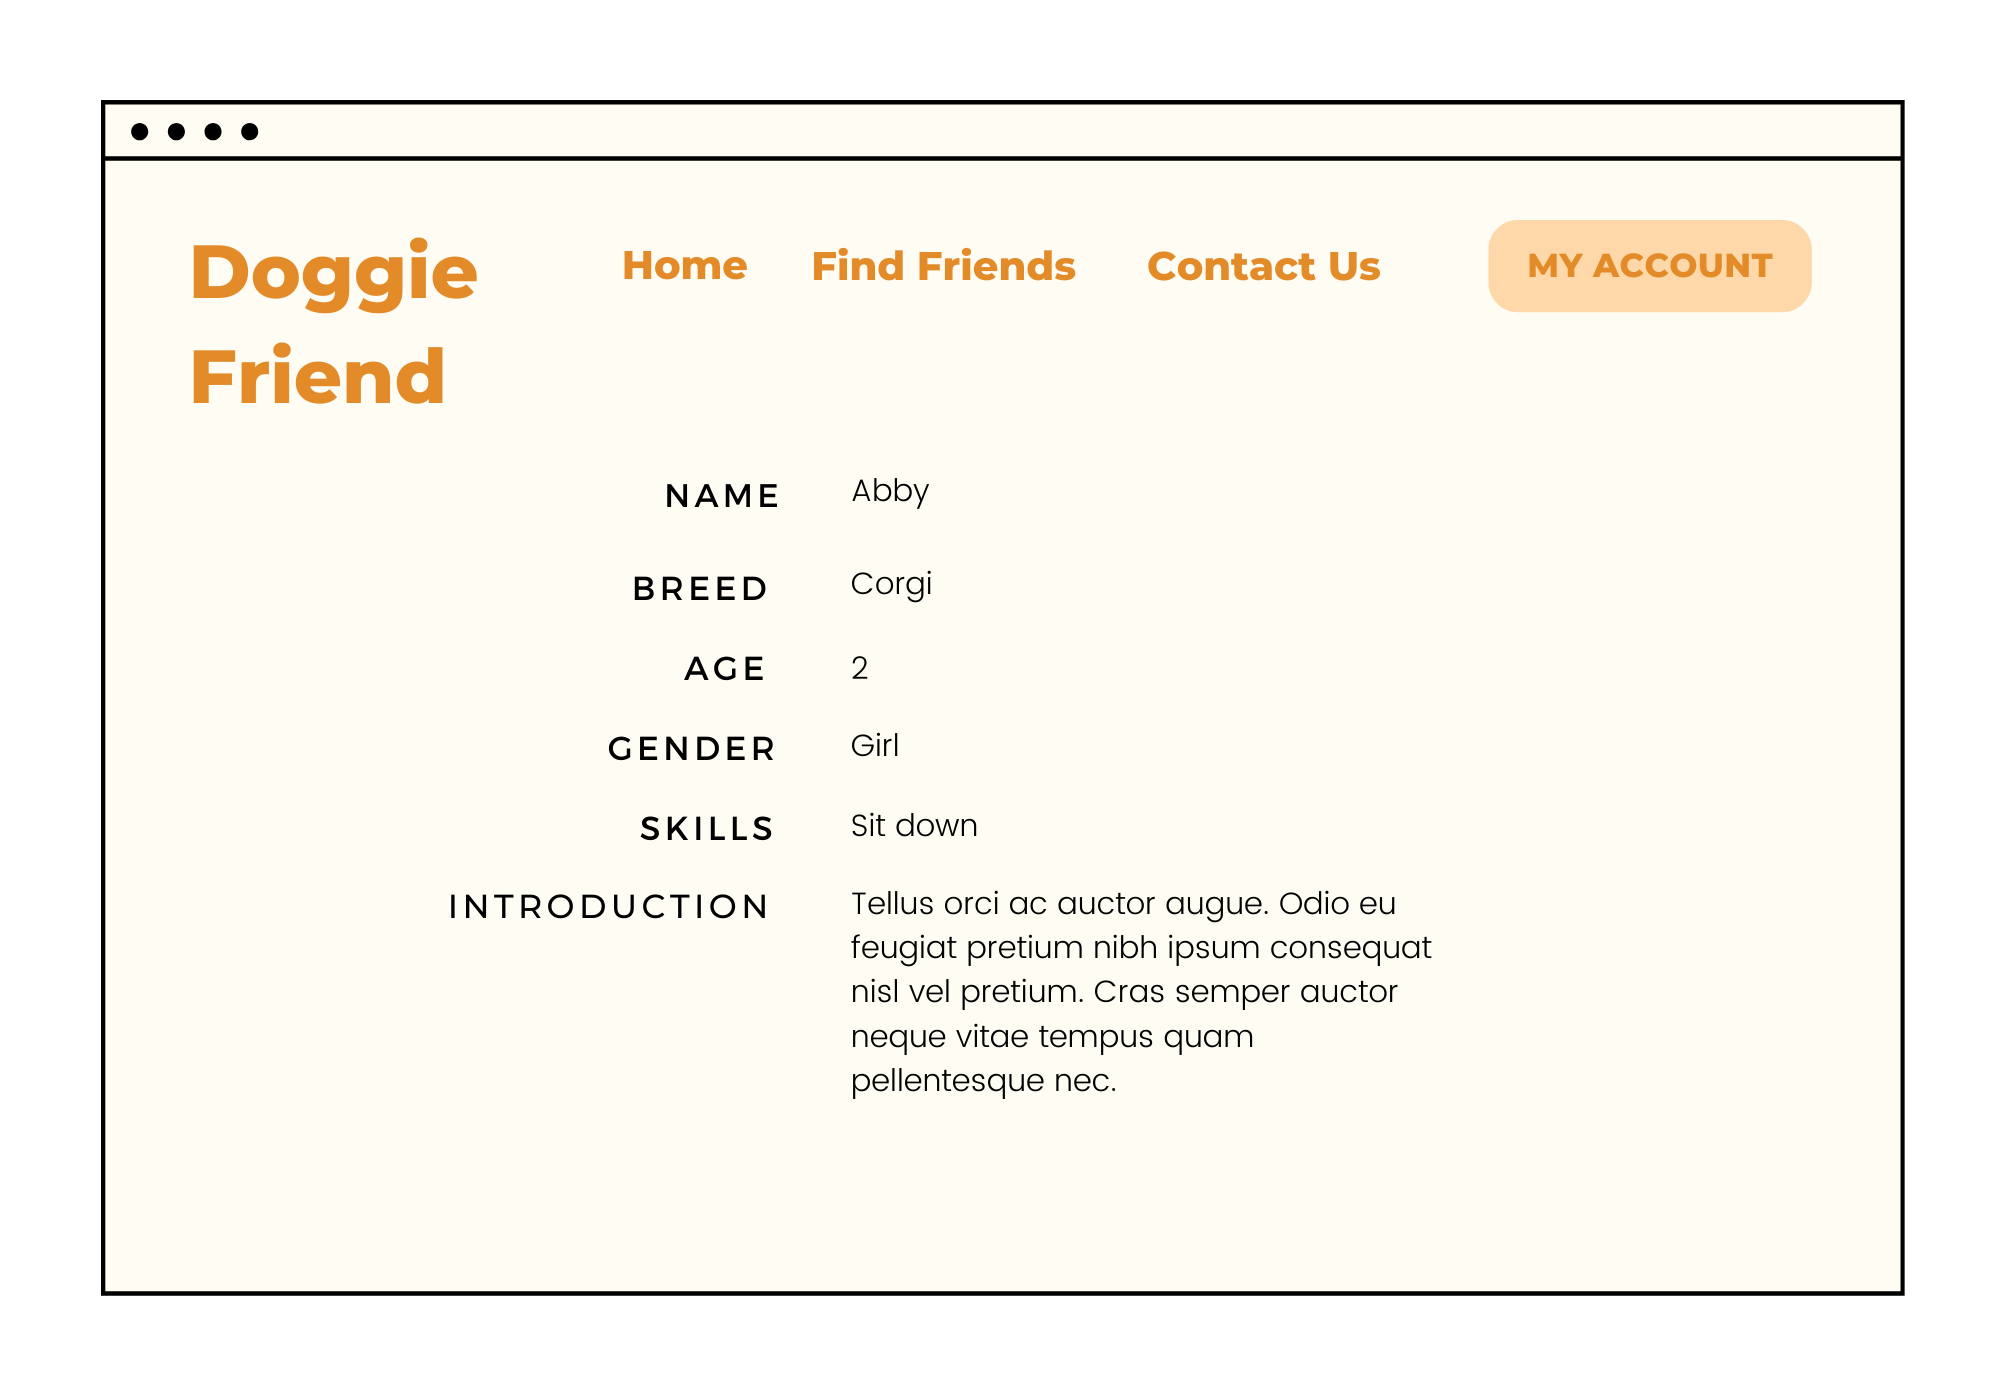 Doggie
Friend
Home
Find Friends
Contact Us
MY ACCOUNT
NAME
Abby
BREED
Corgi
AGE
2
GENDER
Girl
SKILLS
Sit down
INTRODUCTION
Tellus orci ac auctor augue. Odio eu
feugiat pretium nibh ipsum consequat
nisl vel pretium. Cras semper auctor
neque vitae tempus quam
pellentesque nec.